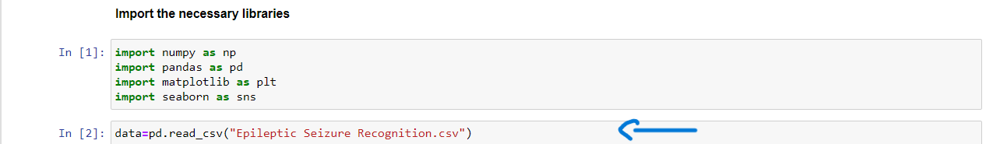 Import the necessary libraries
In [1]: import numpy as np
import pandas as pd
import matplotlib as plt
import seaborn as sns
In [2]: data=pd.read_csv("Epileptic Seizure Recognition.csv")